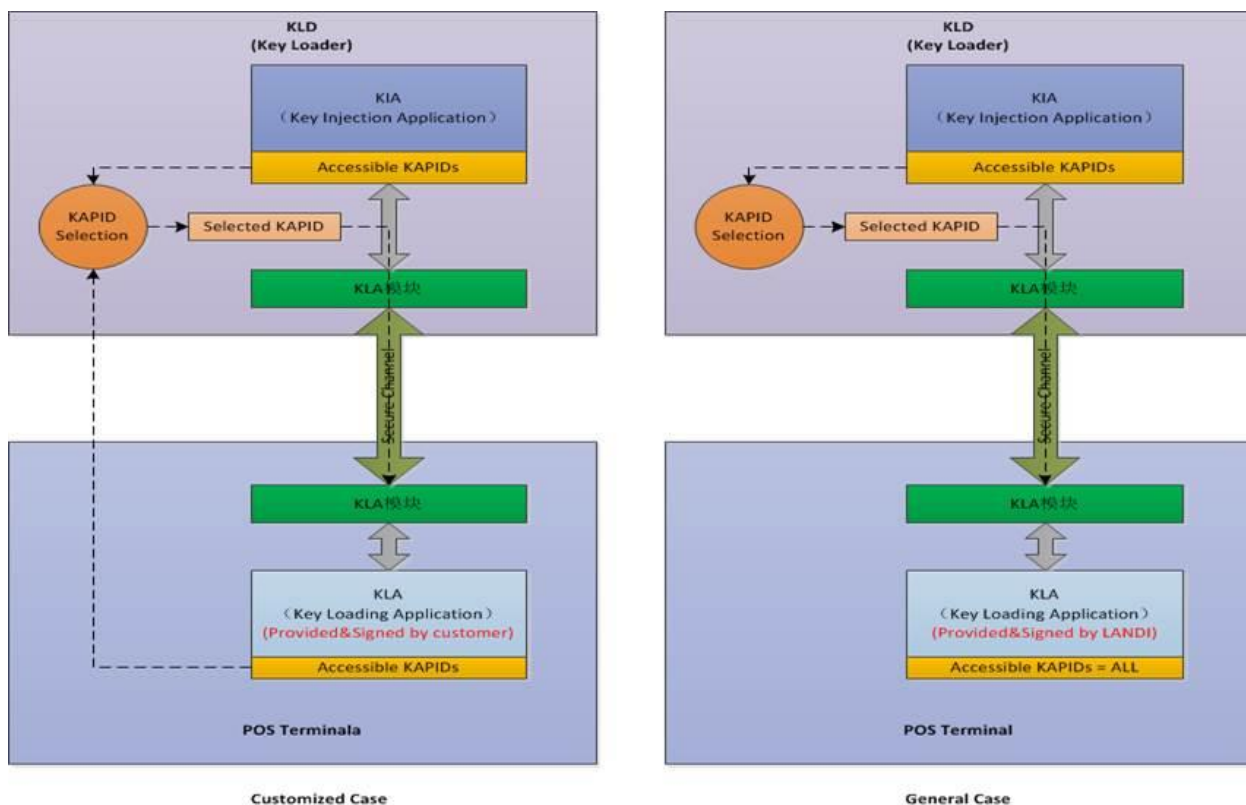 KLD
(Key Loader)
KIA
（Key Injection Application）
Accessible KAPIDs
KAPID
Selection
Selected KAPID
KLA模块
Secure Channel
KLA模块
KLA
（Key Loading Application）
(Provided&Signed by customer)
Accessible KAPIDs
POS Terminala
Customized Case
KLD
(Key Loader)
KIA
（Key Injection Application）
Accessible KAPIDs
KAPID
Selection
Selected KAPID
KLA模块
Secure Channel
KLA模块
KLA
（Key Loading Application）
(Provided&Signed by LANDI)
Accessible KAPIDs = ALL
POS Terminal
General Case